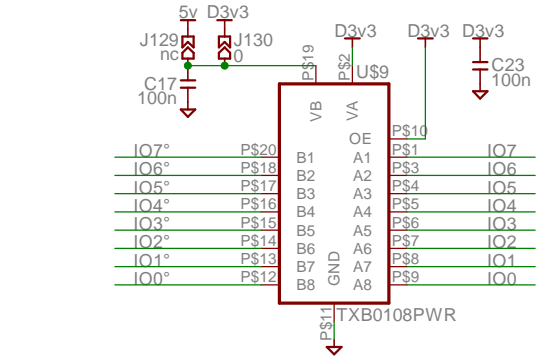 5v D3v3
J129 J130
nc 0
C17
100n
P$19
D3v3 D3v3 D3v3
P$2
U$9
C23
100n
VB VA
OE P$10
IO7° P$20 B1 A1 P$1 IO7
IO6° P$18 B2 A2 P$3 IO6
IO5° P$17 B3 A3 P$4 IO5
IO4° P$16 B4 A4 P$5 IO4
IO3° P$15 B5 A5 P$6 IO3
IO2° P$14 B6 A6 P$7 IO2
IO1° P$13 B7 A7 P$8 IO1
IO0° P$12 B8 A8 P$9 IO0
GND
P$11
TXB0108PWR